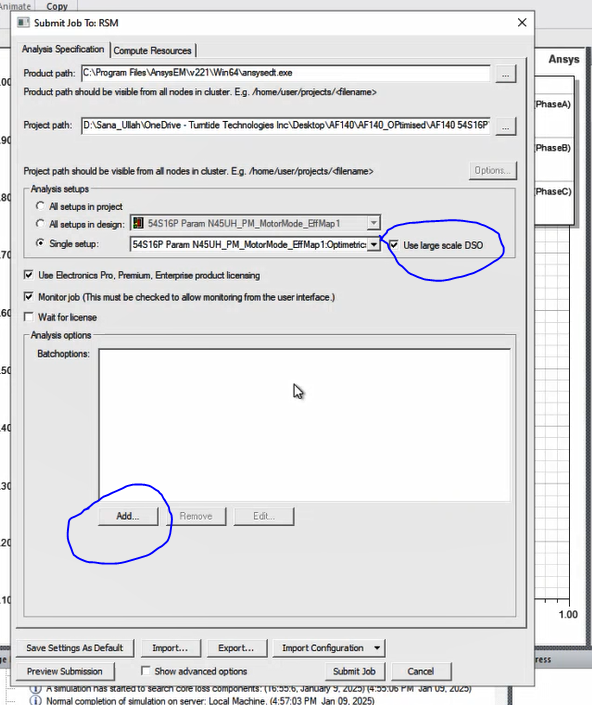 Animate Copy
Submit Job To: RSM
Analysis Specification Compute Resources
Ansys
Product path: C:\Program Files\AnsysEM\v221\Win64\ansysedt.exe ...
Product path should be visible from all nodes in cluster. E.g. /home/user/projects/<filename>
PhaseA)
Project path: D:\Sana_Ullah\OneDrive - Turntide Technologies Inc\Desktop\AF140\AF140_OPtimised\AF140 54S16P ...
PhaseB)
Project path should be visible from all nodes in cluster. E.g. /home/user/projects/<filename> Options...
Analysis setups
PhaseC)
All setups in project
All setups in design: 54S16P Param N45UH_PM_MotorMode_EffMap1
Single setup: 54S16P Param N45UH_PM_MotorMode_EffMap1:Optimetric Use large scale DSO
Use Electronics Pro, Premium, Enterprise product licensing
Monitor job (This must be checked to allow monitoring from the user interface.)
Wait for license
Analysis options
Batchoptions:
Add... Remove Edit...
1.00
Save Settings As Default Import... Export... Import Configuration
Preview Submission Show advanced options Submit Job Cancel
ress
A simulation has started to search core loss components: (16:55:6, January 9, 2025) (4:55:06 PM Jan 09, 2025)
Normal completion of simulation on server: Local Machine. (4:57:03 PM Jan 09, 2025)